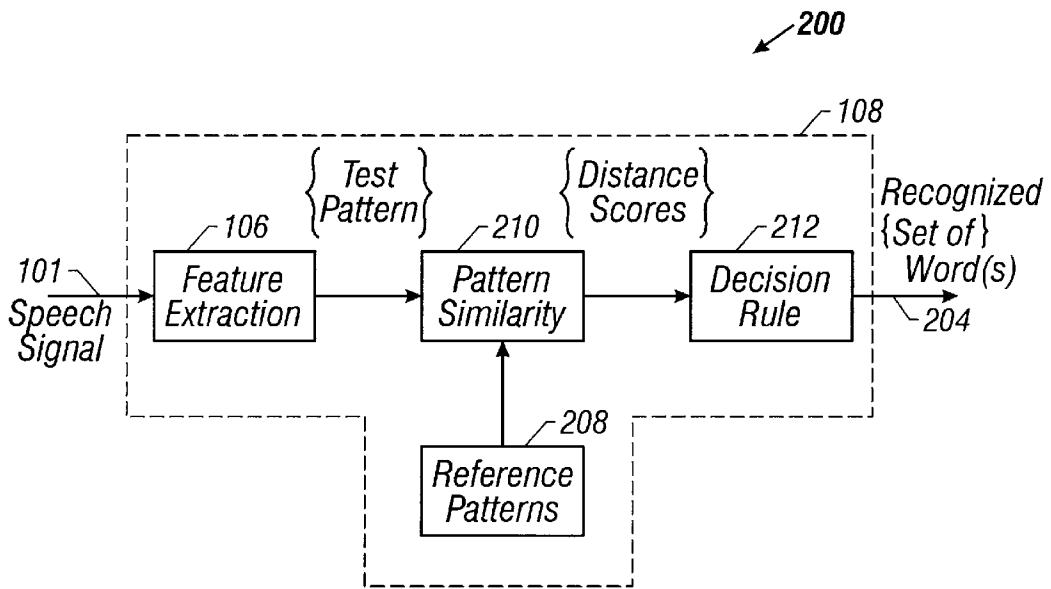 200
108
{Test
Pattern}
{Distance
Scores}
Recognized
{Set of}
Word(s)
106
210
212
101
Speech
Signal
Feature
Extraction
Pattern
Similarity
Decision
Rule
204
208
Reference
Patterns